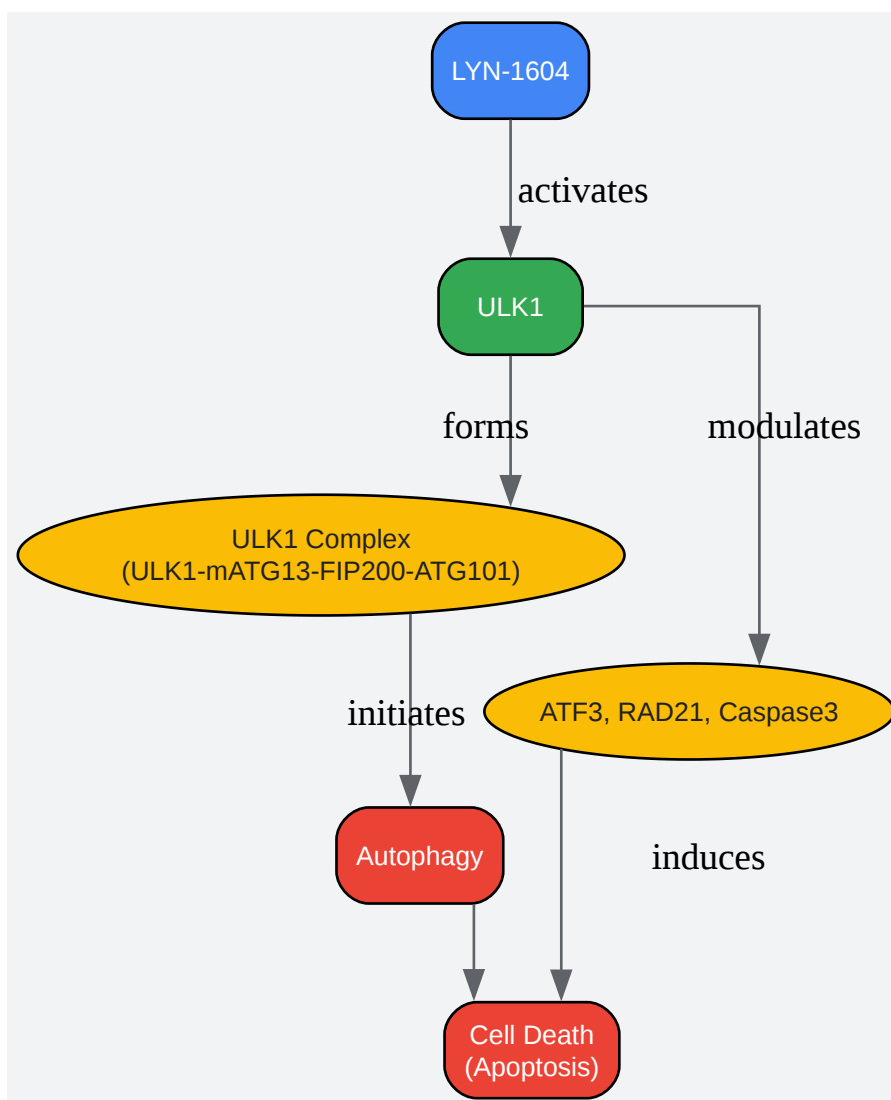 LYN-1604
activates
ULK1
forms
modulates
ULK1 Complex
(ULK1-mATG13-FIP200-ATG101)
initiates
ATF3, RAD21, Caspase3
Autophagy
induces
Cell Death
(Apoptosis)